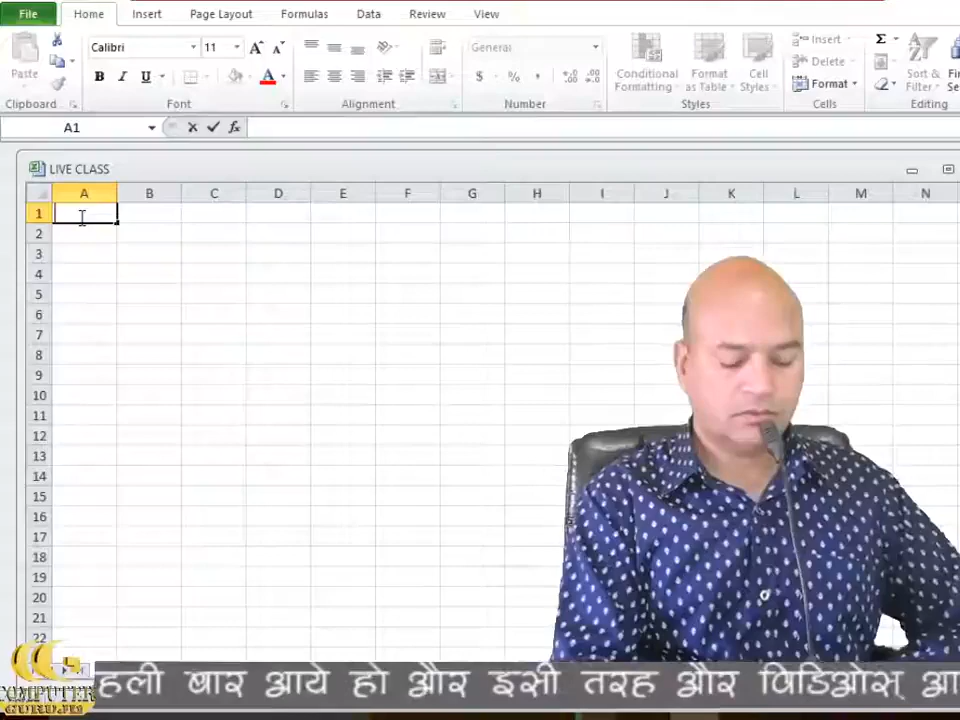 File Home Insert Page Layout Formulas Data Review View
Calibri 11 General Insert Σ
Paste B I U A $ % , Conditional Formatting Format as Table Cell Styles Delete Format Sort & Filter
Clipboard Font Alignment Number Styles Cells Editing
A1 fx
LIVE CLASS
A B C D E F G H I J K L M N
1
2
3
4
5
6
7
8
9
10
11
12
13
14
15
16
17
18
19
20
21
22
हली बार आये हो और इसी तरह और विडिओस् आ
COMPUTER
GURU.